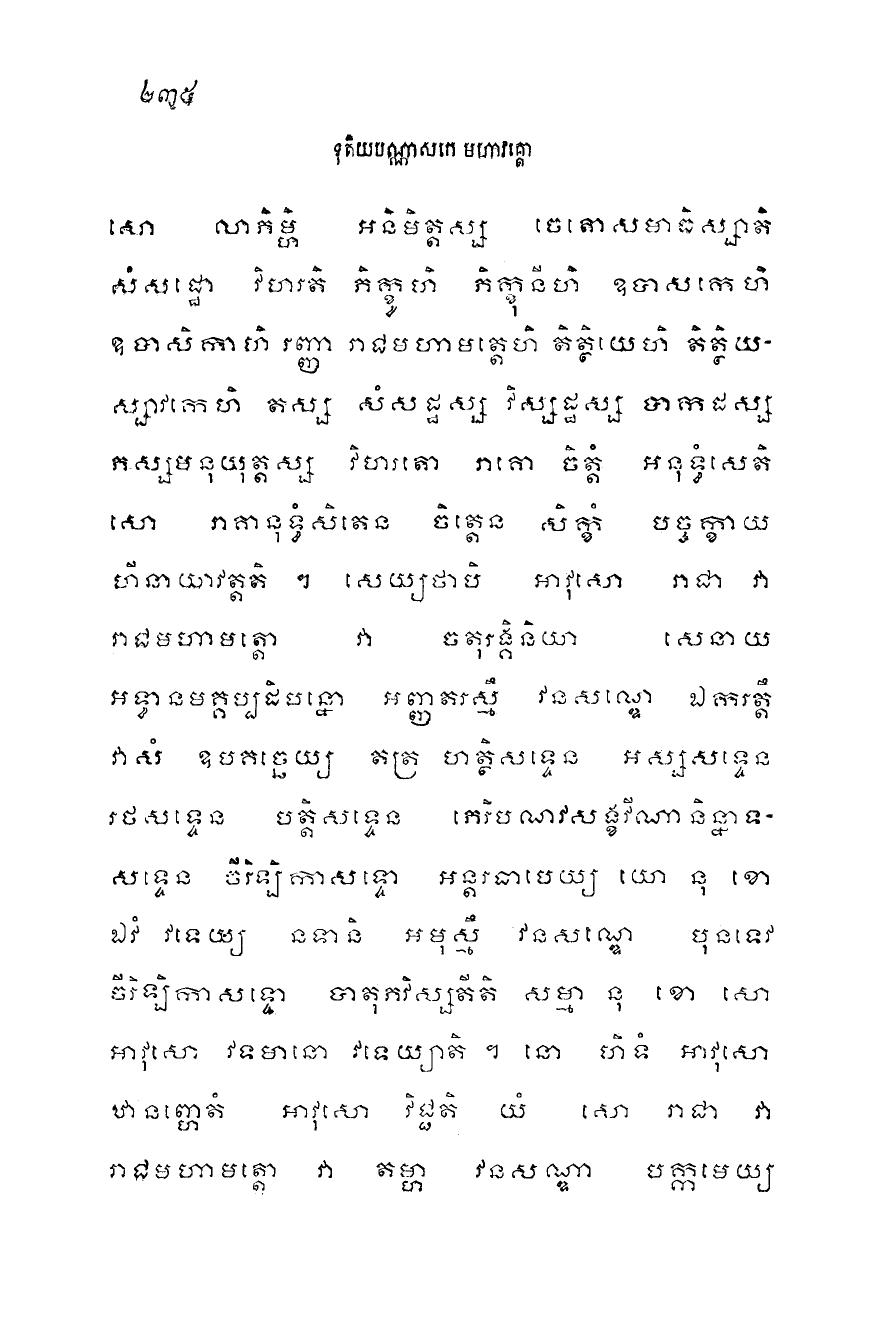 ២៣៥
ទុតិយបណ្ណាសកេ មហាវគ្គោ
សោ លាភិម្ហិ អនិមិត្តស្ស ចេតោសមាធិស្សាតិ
សំសដ្ឋោ វិហរតិ ភិក្ខូហិ ភិក្ខុនីហិ ឧបាសកេហិ
ឧបាសិកាហិ រញ្ញា រាជមហាមត្តេហិ តិត្ថិយេហិ តិត្ថិយ-
ស្សាវកេហិ តស្ស សំសដ្ឋស្ស វិស្សដ្ឋស្ស បាកដស្ស
កស្សមនុយុត្តស្ស វិហរតោ រាគោ ចិត្តំ អនុទ្ធំសេតិ
សោ រាគានុទ្ធំសិតេន ចិត្តេន សិក្ខំ បច្ចក្ខាយ
ហីនាយាវត្តតិ ។ សេយ្យថាបិ អាវុសោ រាជា វា
រាជមហាមត្តោ វា ចតុរង្គិនិយា សេនាយ
អទ្ធានមគ្គប្បដិបន្នោ អញ្ញតរស្មឹ វនសណ្ឌេ ឯករត្តឹ
វាសំ ឧបគច្ឆេយ្យ តត្រ ហត្ថិសទ្ទេន អស្សសទ្ទេន
រថសទ្ទេន បត្តិសទ្ទេន ភេរិបណវសង្ខវីណានិន្នាទ-
សទ្ទេន ចីរិឡិកាសទ្ទោ អន្តរធាបេយ្យ យោ នុ ខោ
ឯវំ វទេយ្យ នទានិ អមុស្មឹ វនសណ្ឌេ បុនទេវ
ចីរិឡិកាសទ្ទោ បាតុភវិស្សតីតិ សម្មា នុ ខោ សោ
អាវុសោ វទមានោ វទេយ្យាតិ ។ នោ ហិទំ អាវុសោ
ឋានញ្ហេតំ អាវុសោ វិជ្ជតិ យំ សោ រាជា វា
រាជមហាមត្តោ វា តម្ហា វនសណ្ឌា បក្កមេយ្យ